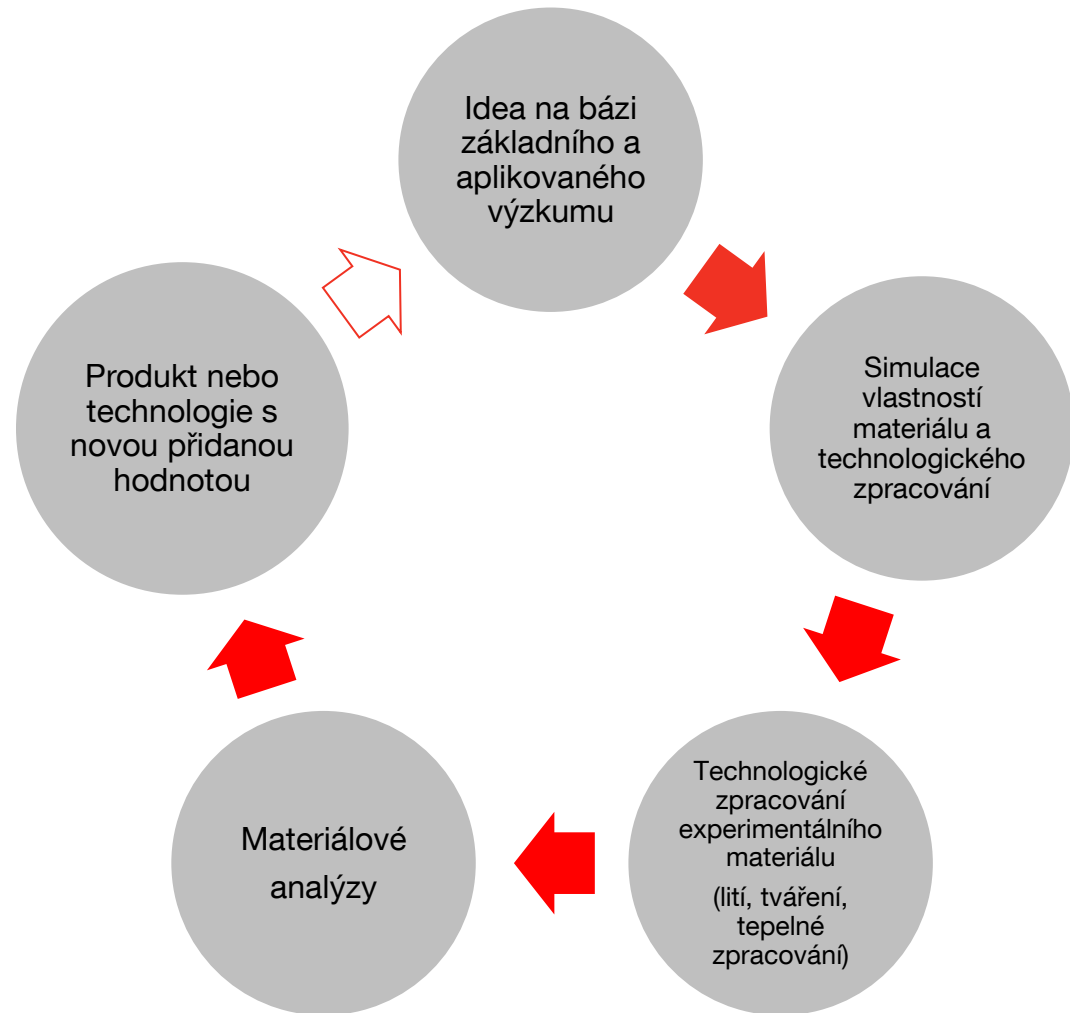 Idea na bázi
základního a
aplikovaného
výzkumu
Simulace
vlastností
materiálu a
technologického
zpracování
Technologické
zpracování
experimentálního
materiálu
(lití, tváření,
tepelné
zpracování)
Materiálové
analýzy
Produkt nebo
technologie s
novou přidanou
hodnotou